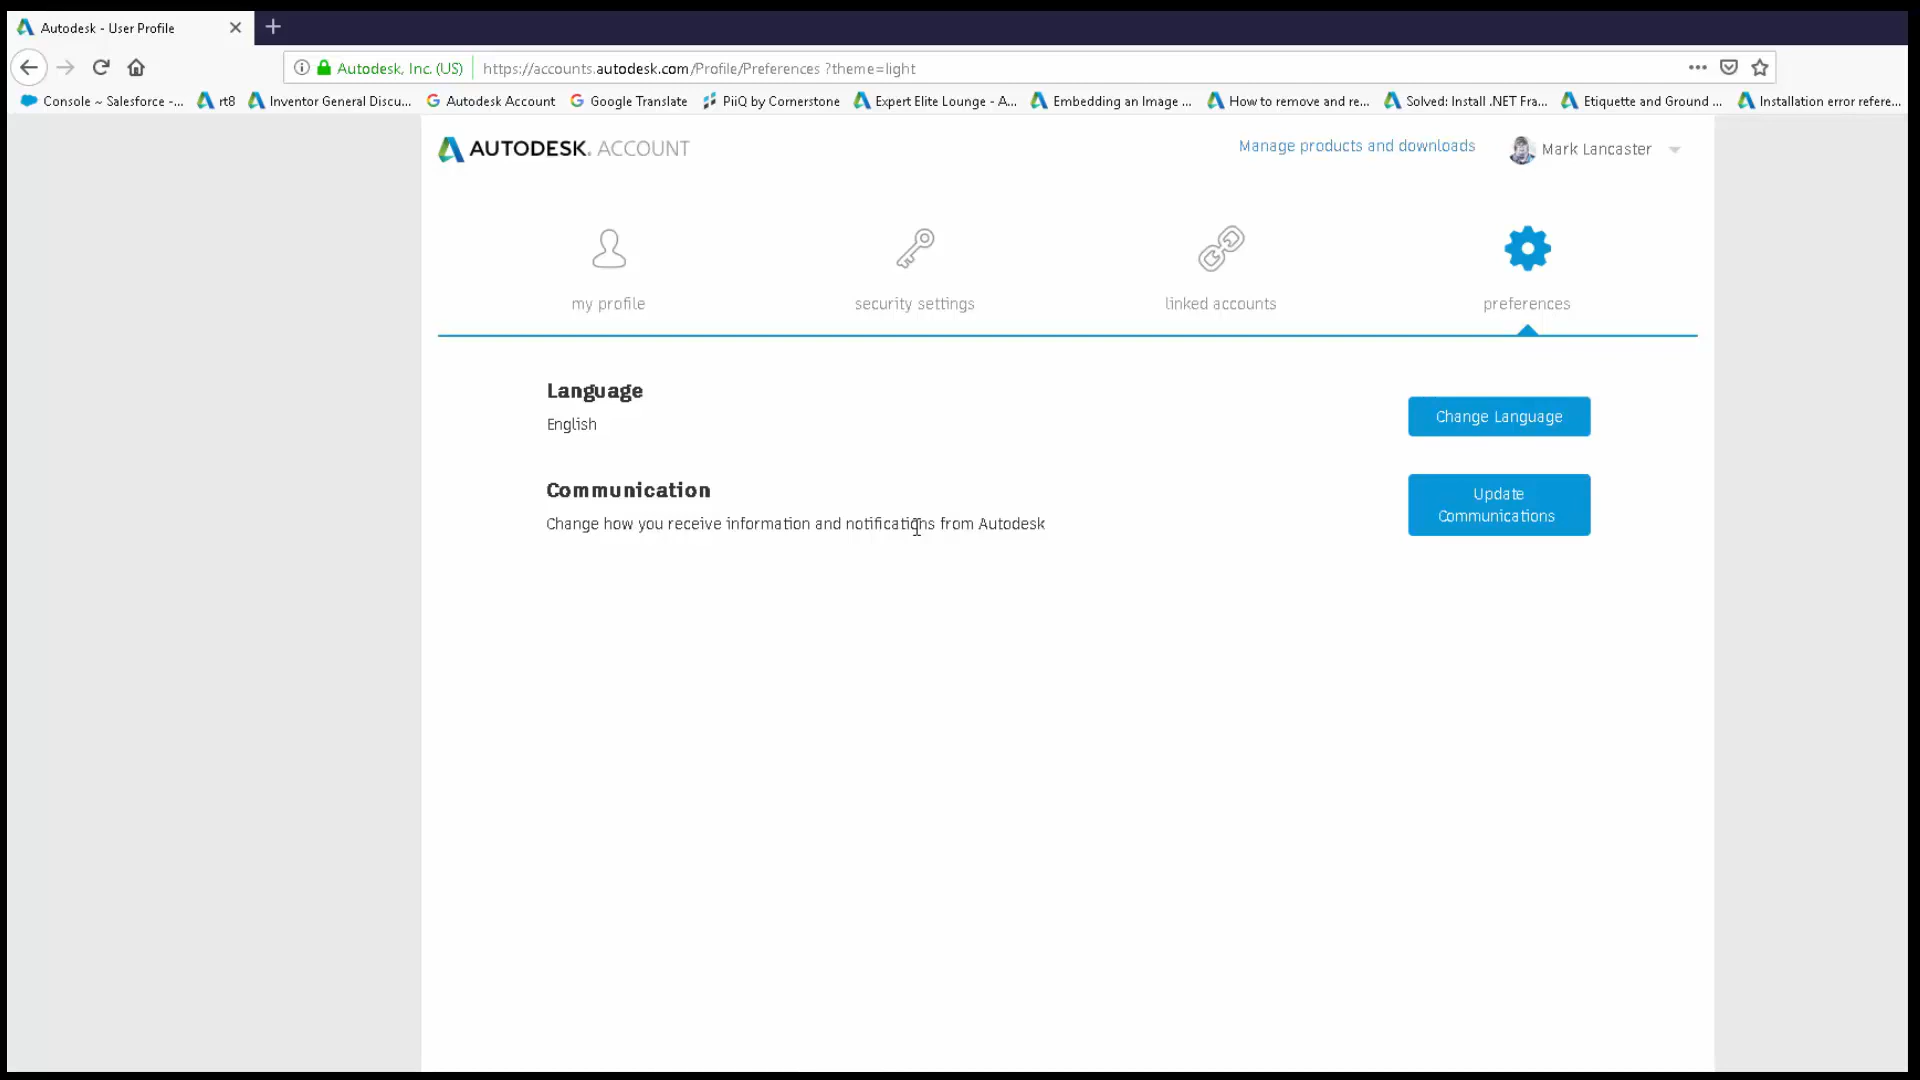 Autodesk - User Profile
Autodesk, Inc. (US) https://accounts.autodesk.com/Profile/Preferences ?theme=light
Console ~ Salesforce -... rt8 Inventor General Discu... Autodesk Account Google Translate PiiQ by Cornerstone Expert Elite Lounge - A... Embedding an Image ... How to remove and re... Solved: Install .NET Fra... Etiquette and Ground ... Installation error refere...
AUTODESK. ACCOUNT Manage products and downloads Mark Lancaster
my profile security settings linked accounts preferences
Language
English
Change Language
Communication
Change how you receive information and notifications from Autodesk
Update
Communications